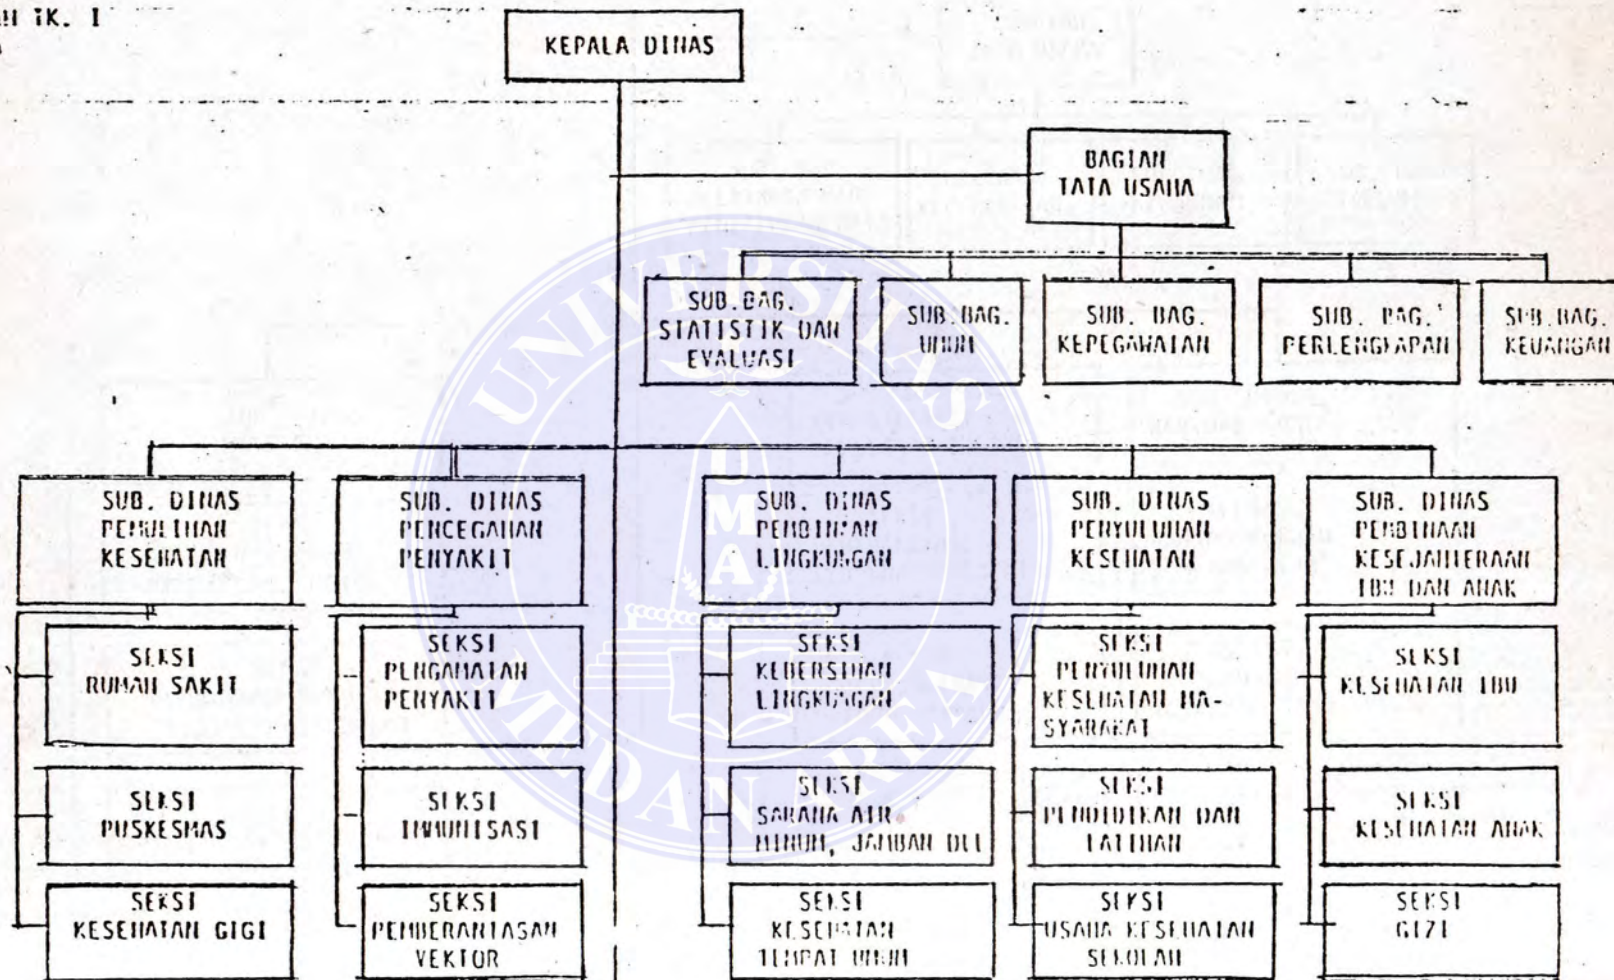 TK. I
KEPALA DINAS
BAGIAN
TATA USAHA
SUB.BAG.
STATISTIK DAN
EVALUASI
SUB.BAG.
UMUM
SUB. BAG.
KEPEGAWAIAN
SUB. BAG.
PERLENGKAPAN
SUB.BAG.
KEUANGAN
SUB. DINAS
PEMULIHAN
KESEHATAN
SUB. DINAS
PENCEGAHAN
PENYAKIT
SUB. DINAS
PEMBINAAN
LINGKUNGAN
SUB. DINAS
PENYULUHAN
KESEHATAN
SUB. DINAS
PEMBINAAN
KESEJAHTERAAN
IBU DAN ANAK
SEKSI
RUMAH SAKIT
SEKSI
PENGAMATAN
PENYAKIT
SEKSI
KEBERSIHAN
LINGKUNGAN
SEKSI
PENYULUHAN
KESEHATAN MA-
SYARAKAT
SEKSI
KESEHATAN IBU
SEKSI
PUSKESMAS
SEKSI
IMMUNISASI
SEKSI
SARANA AIR
MINUM, JAMBAN DLL
SEKSI
PENDIDIKAN DAN
LATIHAN
SEKSI
KESEHATAN ANAK
SEKSI
KESEHATAN GIGI
SEKSI
PEMBERANTASAN
VEKTOR
SEKSI
KESEHATAN
TEMPAT UMUM
SEKSI
USAHA KESEHATAN
SEKOLAH
SEKSI
GIZI
UNIVERSITAS
MEDAN AREA
UMA